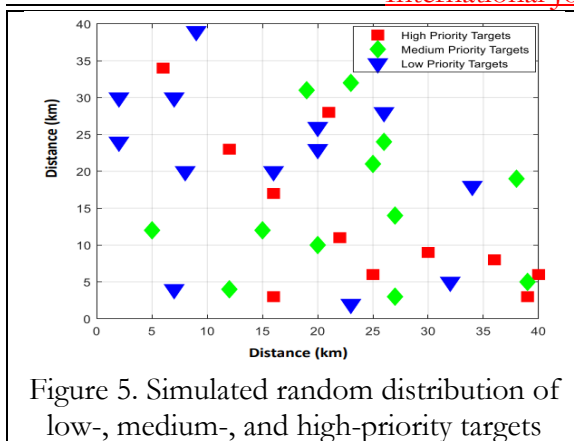 International jo
40
35
30
25
20
15
10
5
0
Distance (km)
High Priority Targets
Medium Priority Targets
Low Priority Targets
0 5 10 15 20 25 30 35 40
Distance (km)
Figure 5. Simulated random distribution of
low-, medium-, and high-priority targets